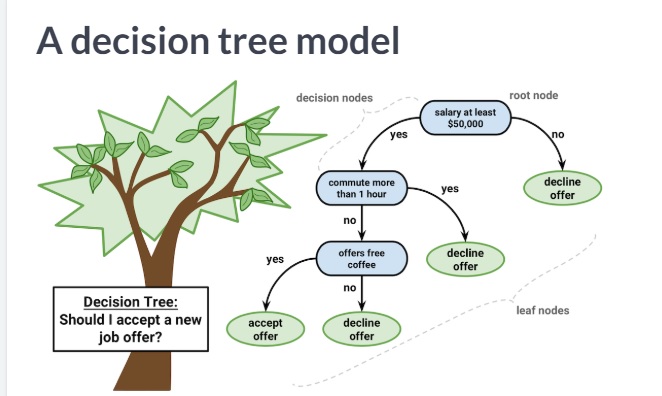 A decision tree model
decision nodes
root node
salary at least
$50,000
yes
no
commute more
than 1 hour
yes
decline
offer
no
offers free
coffee
decline
offer
yes
no
leaf nodes
Decision Tree:
Should I accept a new
job offer?
accept
offer
decline
offer